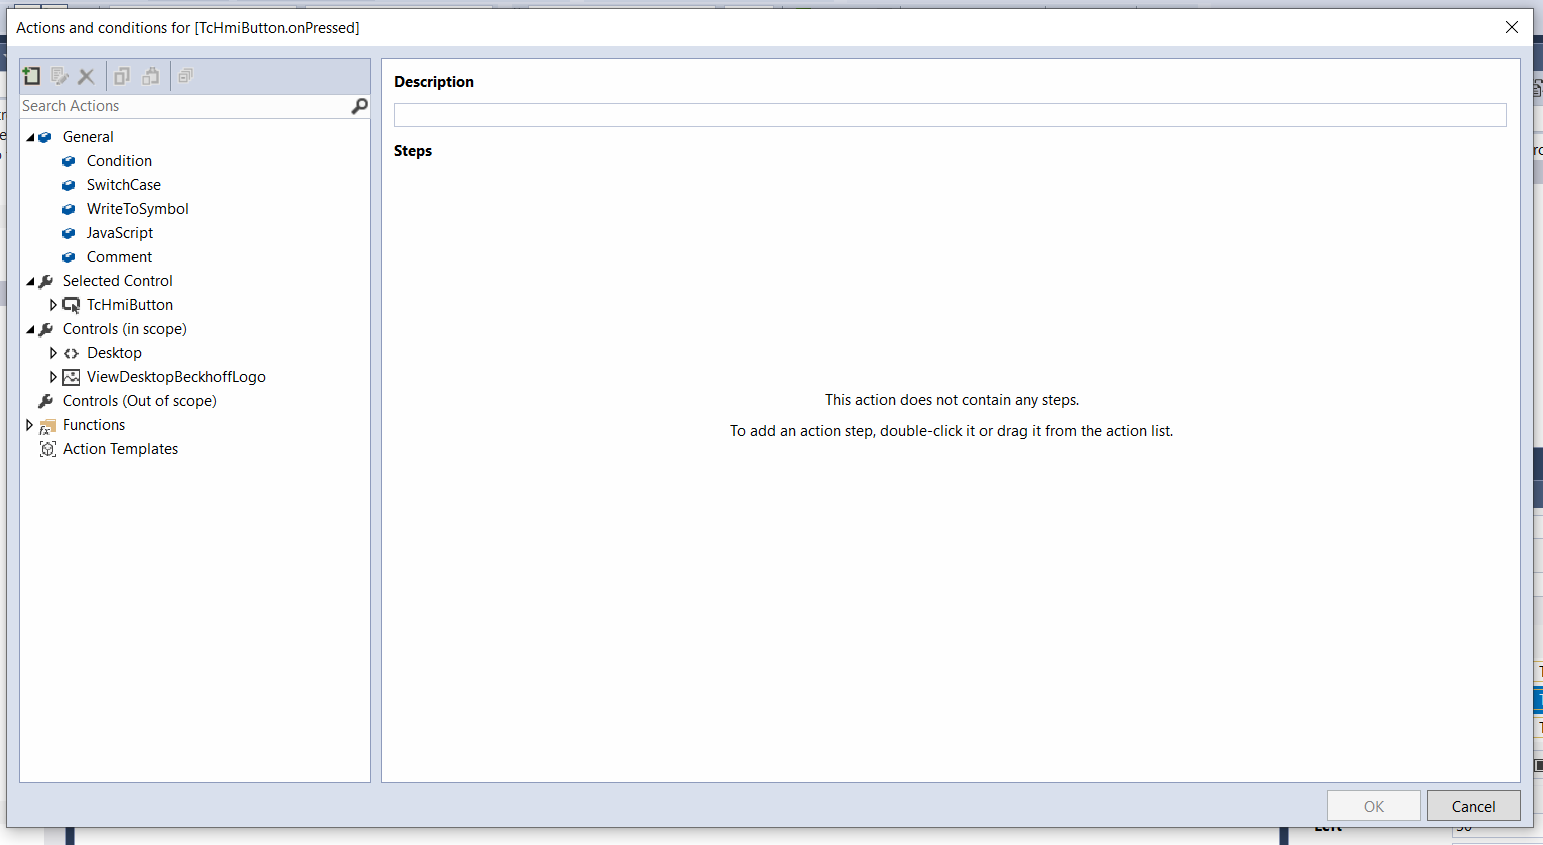 Actions and conditions for [TcHmiButton.onPressed]
Search Actions
General
Condition
SwitchCase
WriteToSymbol
JavaScript
Comment
Selected Control
TcHmiButton
Controls (in scope)
Desktop
ViewDesktopBeckhoffLogo
Controls (Out of scope)
Functions
Action Templates
Description
Steps
This action does not contain any steps.
To add an action step, double-click it or drag it from the action list.
OK
Cancel